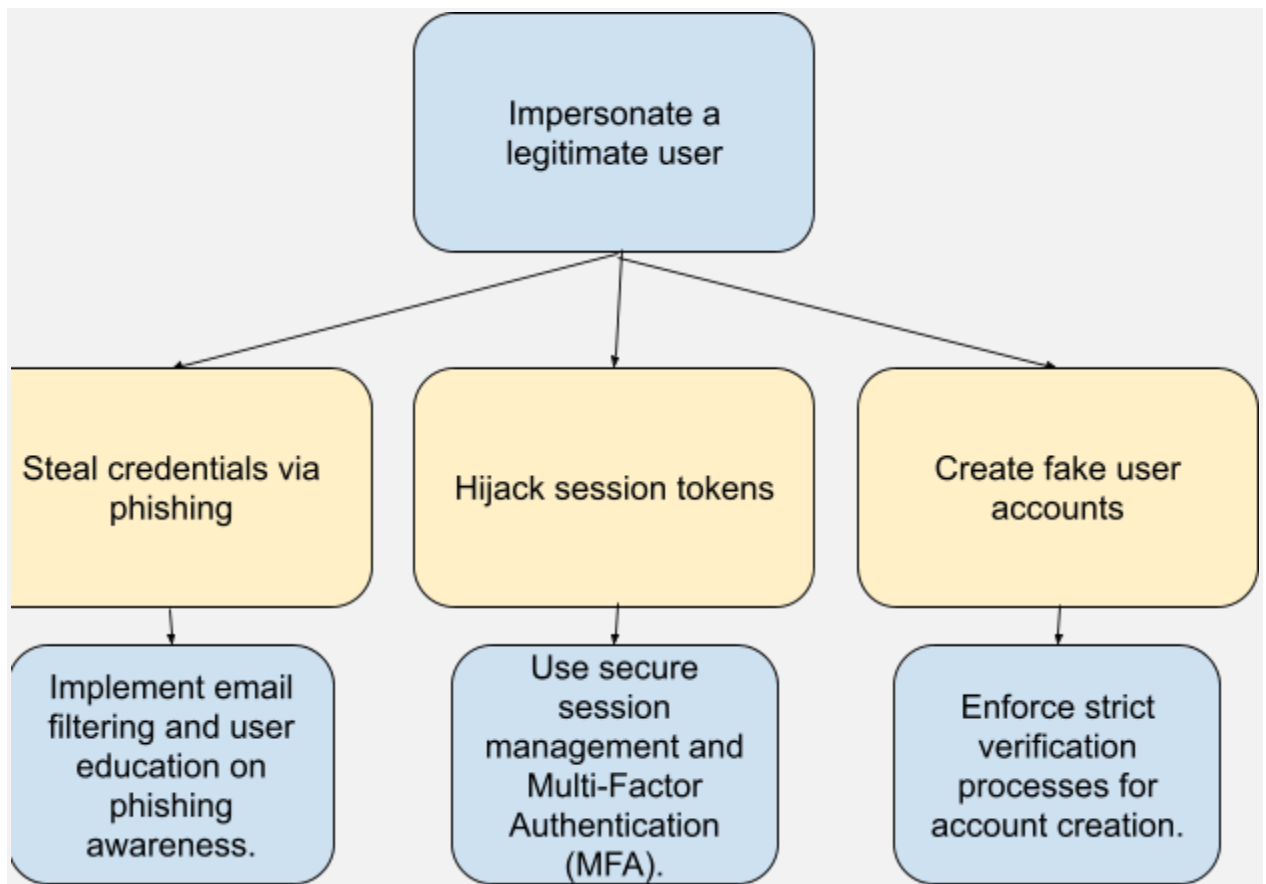 Impersonate a
legitimate user
Steal credentials via
phishing
Hijack session tokens
Create fake user
accounts
Implement email
filtering and user
education on
phishing
awareness.
Use secure
session
management and
Multi-Factor
Authentication
(MFA).
Enforce strict
verification
processes for
account creation.